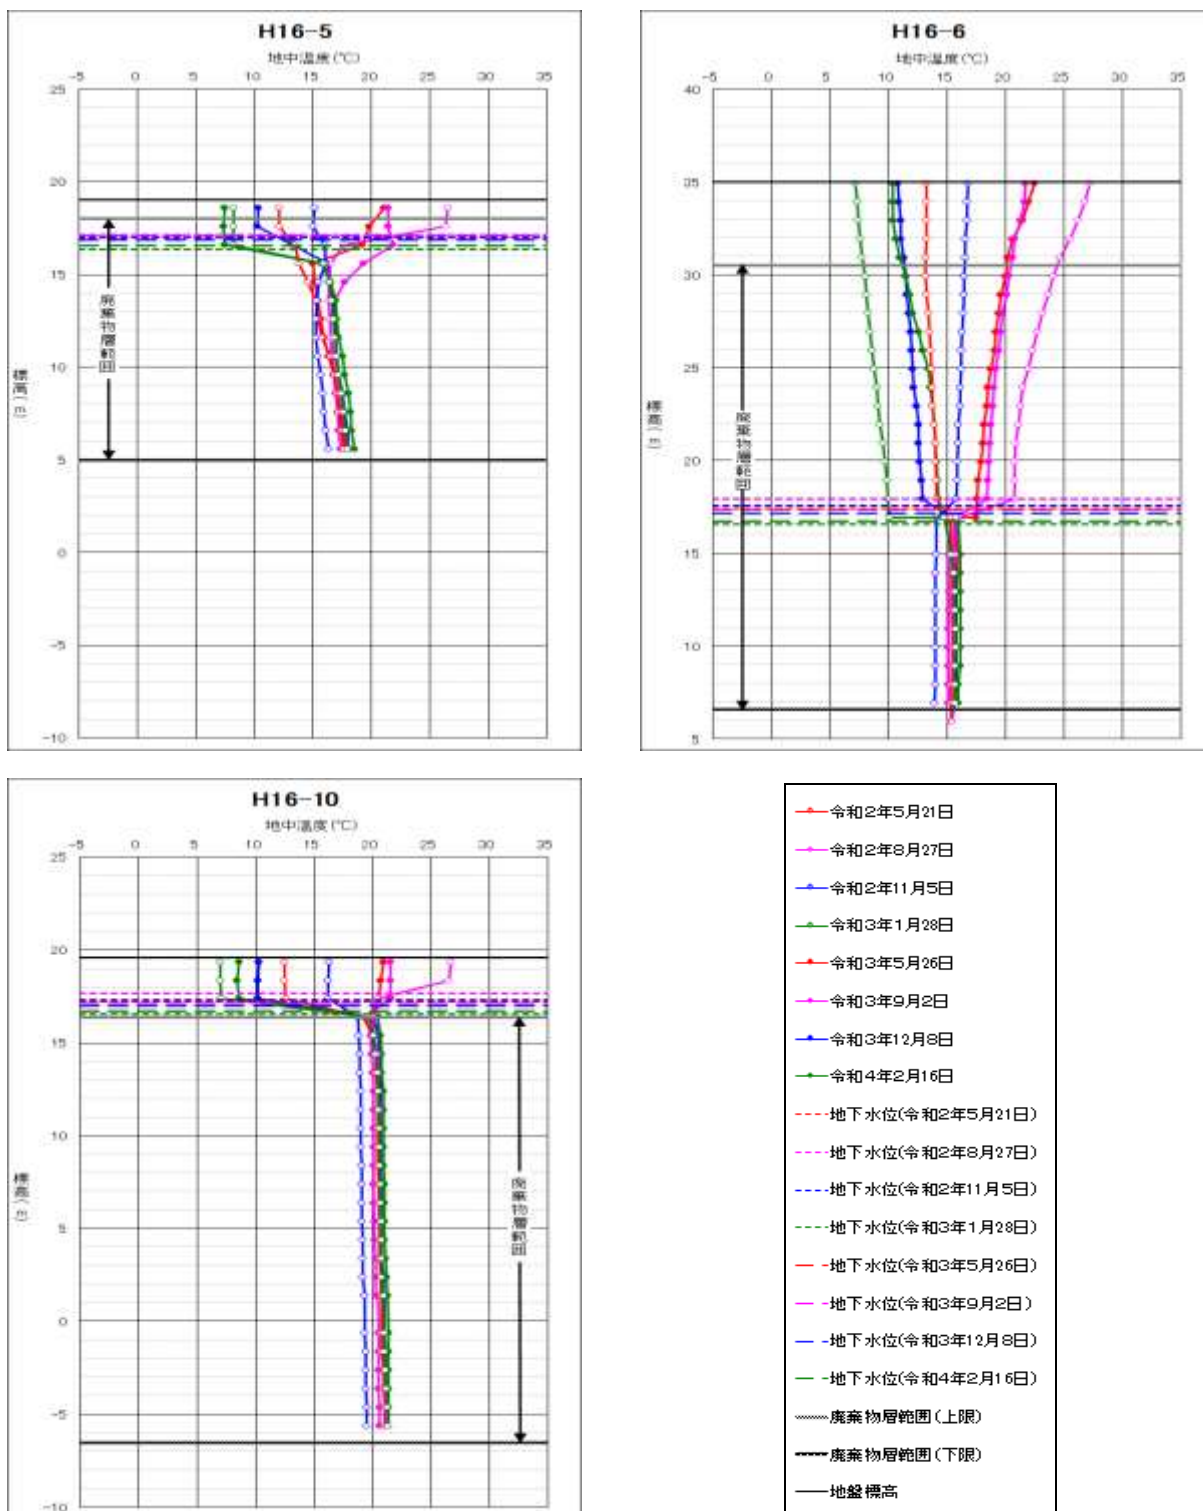 H16-5
地中温度(℃)
-5 0 5 10 15 20 25 30 35
25
20
15
10
5
0
-5
-10
標高(m)
廃棄物層範囲
H16-6
地中温度(℃)
-5 0 5 10 15 20 25 30 35
40
35
30
25
20
15
10
5
標高(m)
廃棄物層範囲
H16-10
地中温度(℃)
-5 0 5 10 15 20 25 30 35
25
20
15
10
5
0
-5
-10
標高(m)
廃棄物層範囲
令和2年5月21日
令和2年8月27日
令和2年11月5日
令和3年1月28日
令和3年5月26日
令和3年9月2日
令和3年12月8日
令和4年2月16日
地下水位(令和2年5月21日)
地下水位(令和2年8月27日)
地下水位(令和2年11月5日)
地下水位(令和3年1月28日)
地下水位(令和3年5月26日)
地下水位(令和3年9月2日)
地下水位(令和3年12月8日)
地下水位(令和4年2月16日)
廃棄物層範囲(上限)
廃棄物層範囲(下限)
地盤標高